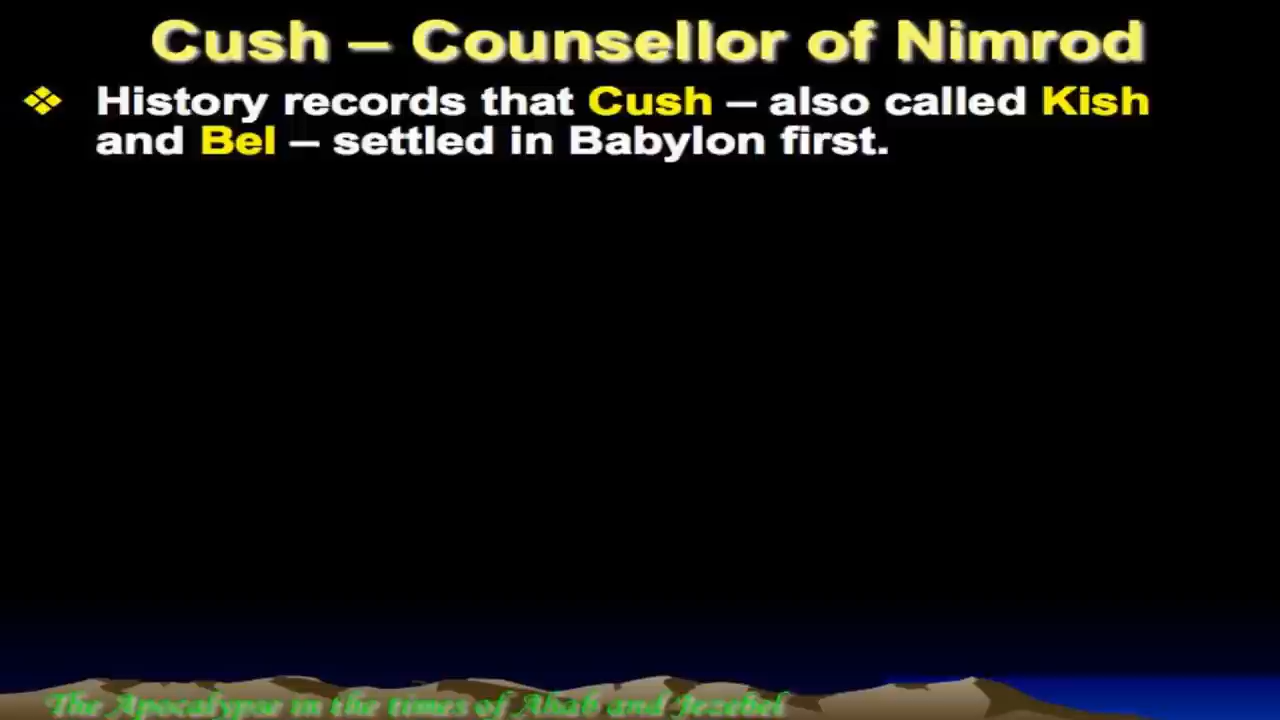 Cush – Counsellor of Nimrod
History records that Cush – also called Kish
and Bel – settled in Babylon first.
The Apocalypse in the times of Ahab and Jezebel